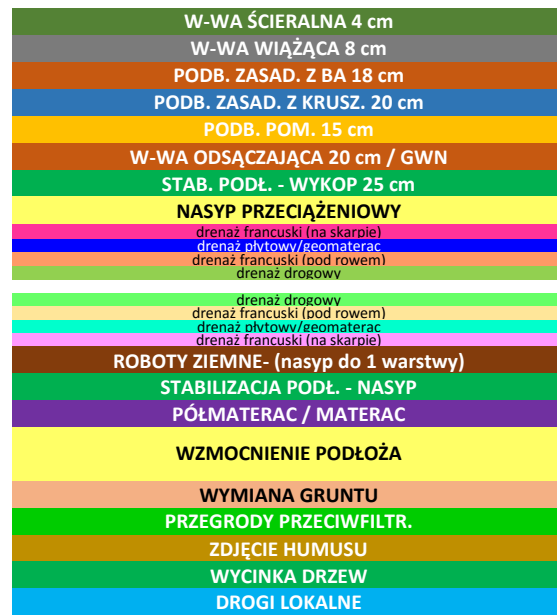 W-WA ŚCIERALNA 4 cm
W-WA WIĄŻĄCA 8 cm
PODB. ZASAD. Z BA 18 cm
PODB. ZASAD. Z KRUSZ. 20 cm
PODB. POM. 15 cm
W-WA ODSĄCZAJĄCA 20 cm / GWN
STAB. PODŁ. - WYKOP 25 cm
NASYP PRZECIĄŻENIOWY
drenaż francuski (na skarpie)
drenaż płytowy/geomaterac
drenaż francuski (pod rowem)
drenaż drogowy
drenaż drogowy
drenaż francuski (pod rowem)
drenaż płytowy/geomaterac
drenaż francuski (na skarpie)
ROBOTY ZIEMNE- (nasyp do 1 warstwy)
STABILIZACJA PODŁ. - NASYP
PÓŁMATERAC / MATERAC
WZMOCNIENIE PODŁOŻA
WYMIANA GRUNTU
PRZEGRODY PRZECIWFILTR.
ZDJĘCIE HUMUSU
WYCINKA DRZEW
DROGI LOKALNE